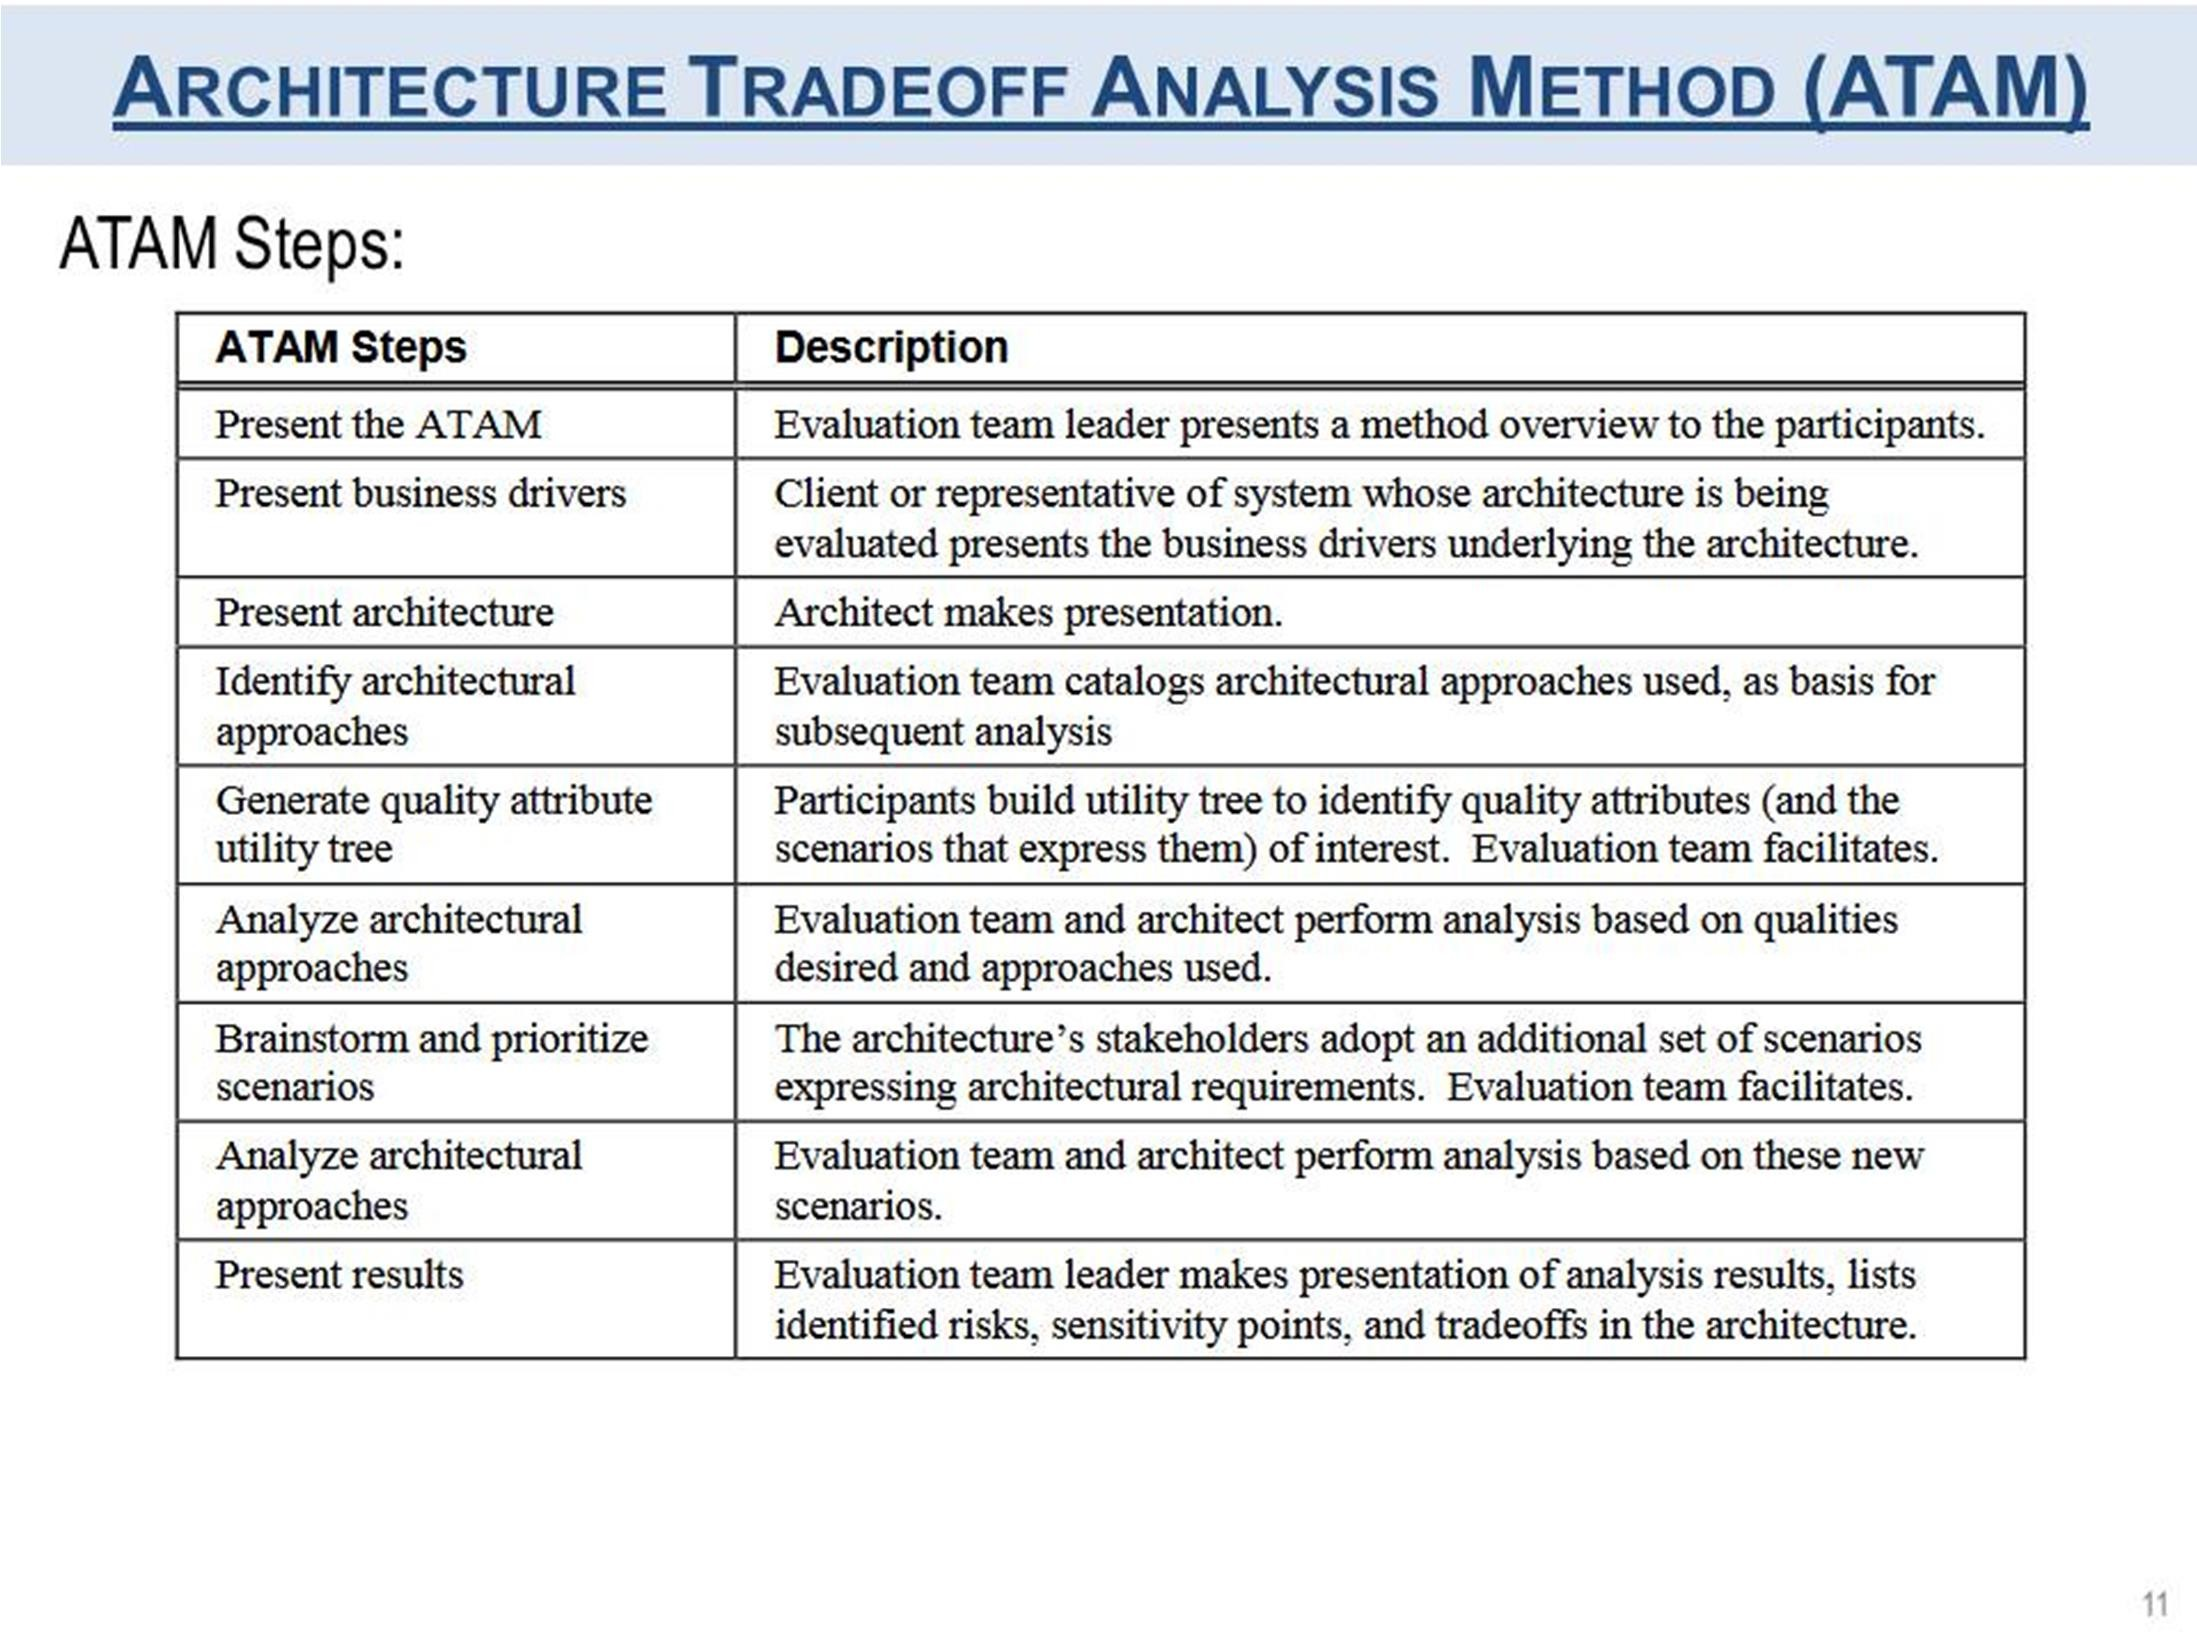 ARCHITECTURE TRADEOFF ANALYSIS METHOD (ATAM)
ATAM Steps:
ATAM Steps
Description
Present the ATAM
Evaluation team leader presents a method overview to the participants.
Present business drivers
Client or representative of system whose architecture is being
evaluated presents the business drivers underlying the architecture.
Present architecture
Architect makes presentation.
Identify architectural
approaches
Evaluation team catalogs architectural approaches used, as basis for
subsequent analysis
Generate quality attribute
utility tree
Participants build utility tree to identify quality attributes (and the
scenarios that express them) of interest.  Evaluation team facilitates.
Analyze architectural
approaches
Evaluation team and architect perform analysis based on qualities
desired and approaches used.
Brainstorm and prioritize
scenarios
The architecture’s stakeholders adopt an additional set of scenarios
expressing architectural requirements.  Evaluation team facilitates.
Analyze architectural
approaches
Evaluation team and architect perform analysis based on these new
scenarios.
Present results
Evaluation team leader makes presentation of analysis results, lists
identified risks, sensitivity points, and tradeoffs in the architecture.
11